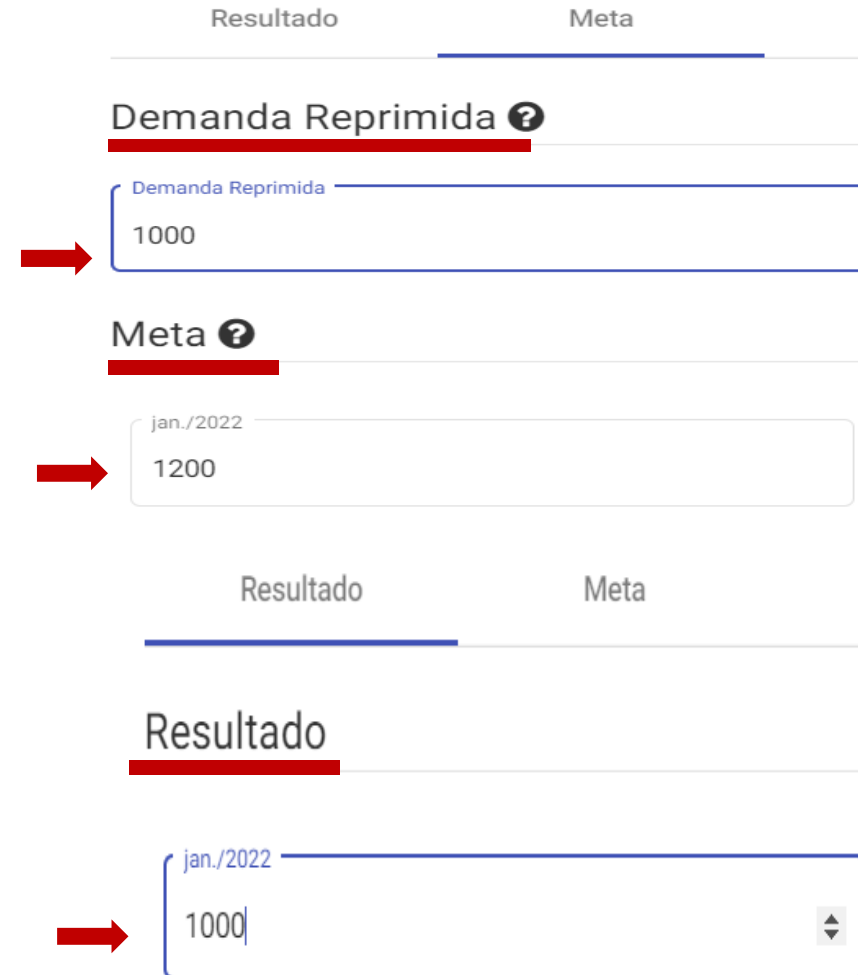 Resultado Meta
Demanda Reprimida ?
Demanda Reprimida
1000
Meta ?
jan./2022
1200
Resultado Meta
Resultado
jan./2022
1000